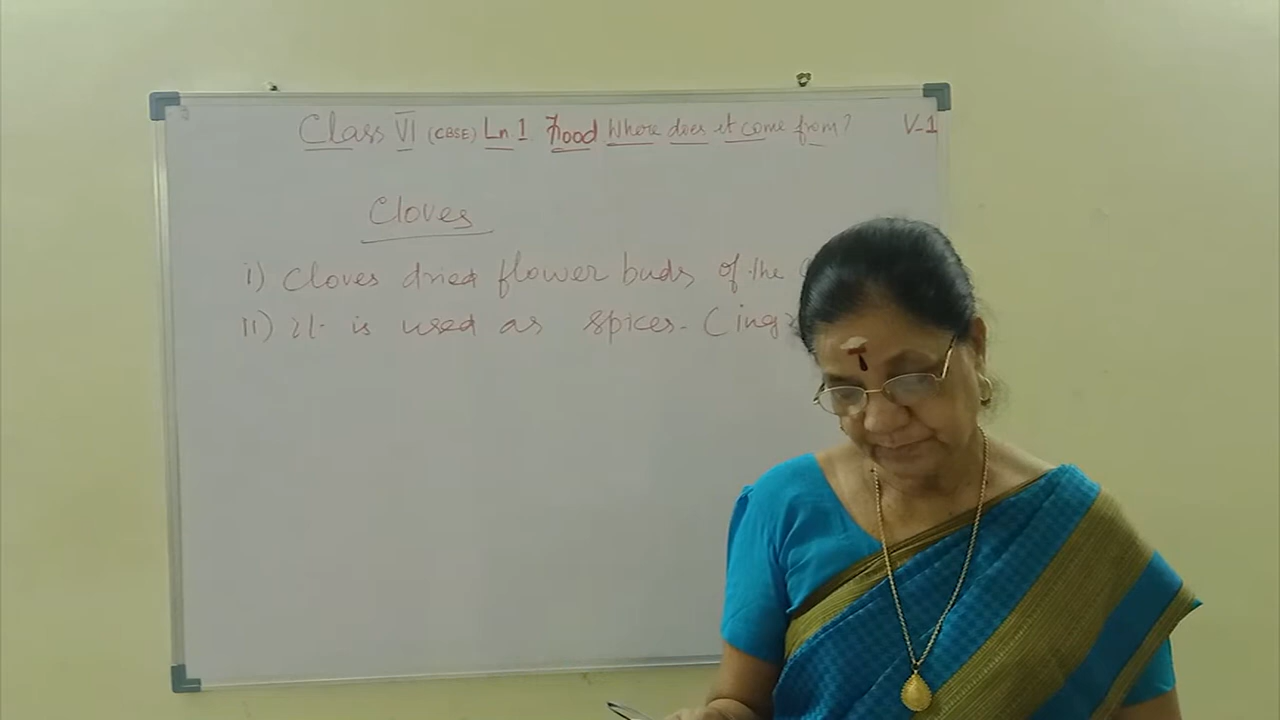 Class VI (CBSE) Ln 1 Food Where does it come from? V-1
Cloves
i) Cloves dried flower buds of the
ii) It is used as spices. (